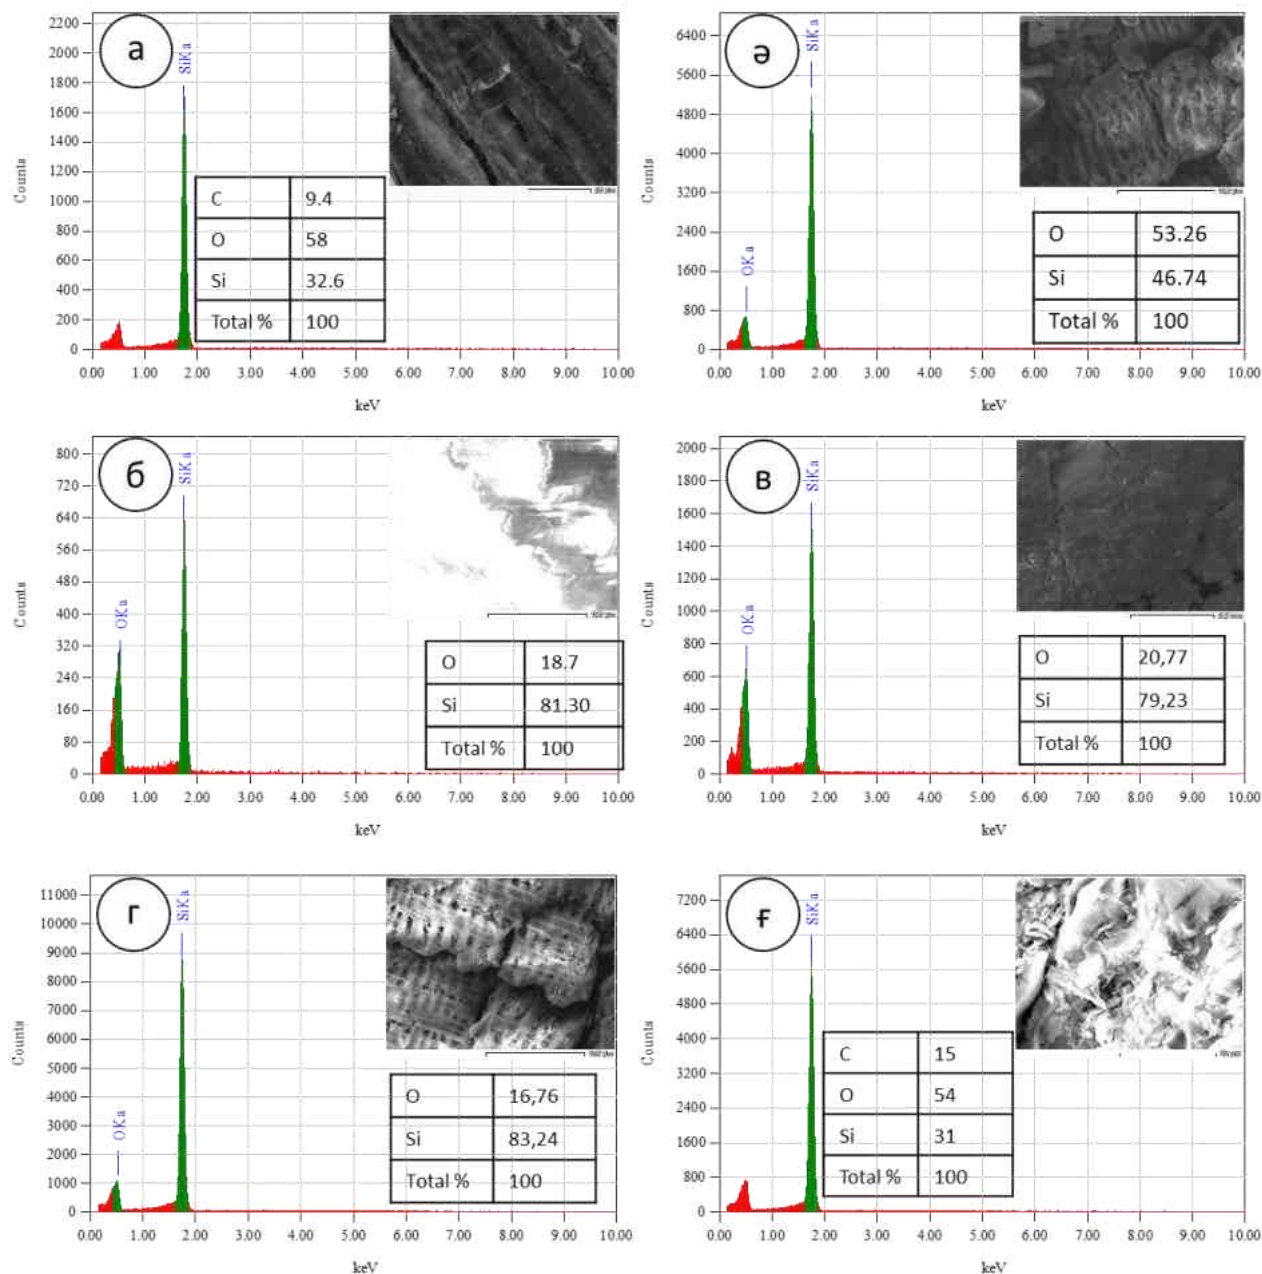 а
SiKa
Counts
2200
2000
1800
1600
1400
1200
1000
800
600
400
200
0
C 9.4
O 58
Si 32.6
Total % 100
0.00 1.00 2.00 3.00 4.00 5.00 6.00 7.00 8.00 9.00 10.00
keV
ә
SiKa
OKa
Counts
6400
5600
4800
4000
3200
2400
1600
800
0
O 53.26
Si 46.74
Total % 100
0.00 1.00 2.00 3.00 4.00 5.00 6.00 7.00 8.00 9.00 10.00
keV
б
SiKa
OKa
Counts
800
720
640
560
480
400
320
240
160
80
0
O 18.7
Si 81.30
Total % 100
0.00 1.00 2.00 3.00 4.00 5.00 6.00 7.00 8.00 9.00 10.00
keV
в
SiKa
OKa
Counts
2000
1800
1600
1400
1200
1000
800
600
400
200
0
O 20,77
Si 79,23
Total % 100
0.00 1.00 2.00 3.00 4.00 5.00 6.00 7.00 8.00 9.00 10.00
keV
г
SiKa
OKa
Counts
11000
10000
9000
8000
7000
6000
5000
4000
3000
2000
1000
0
O 16,76
Si 83,24
Total % 100
0.00 1.00 2.00 3.00 4.00 5.00 6.00 7.00 8.00 9.00 10.00
keV
ғ
SiKa
Counts
7200
6400
5600
4800
4000
3200
2400
1600
800
0
C 15
O 54
Si 31
Total % 100
0.00 1.00 2.00 3.00 4.00 5.00 6.00 7.00 8.00 9.00 10.00
keV